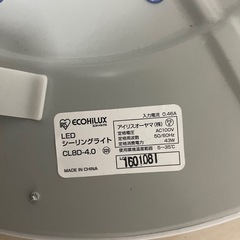 入力電流 0.46A
ECOHiLUX
LED
シーリングライト
CL8D-4.0
MADE IN CHINA
アイリスオーヤマ(株)
定格電圧 AC100V
定格周波数 50/60Hz
定格消費電力 43W
使用環境温度範囲 5~35℃
1601081